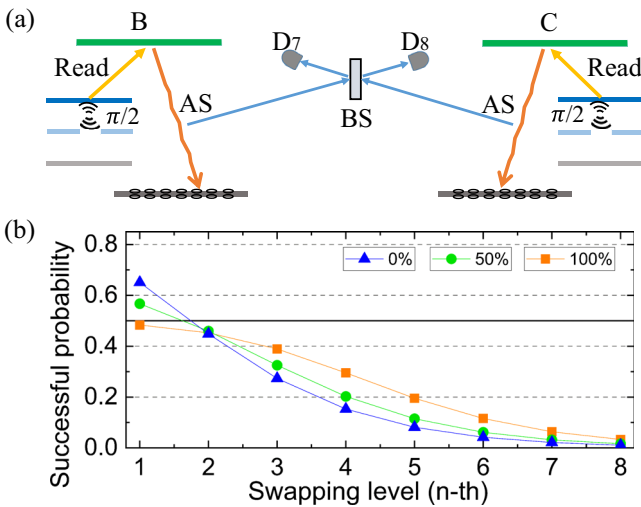 (a)
B
C
D7
D8
Read
Read
AS
AS
π/2
π/2
BS
(b)
Successful probability
0.8
0.6
0.4
0.2
0.0
0%
50%
100%
1 2 3 4 5 6 7 8
Swapping level (n-th)